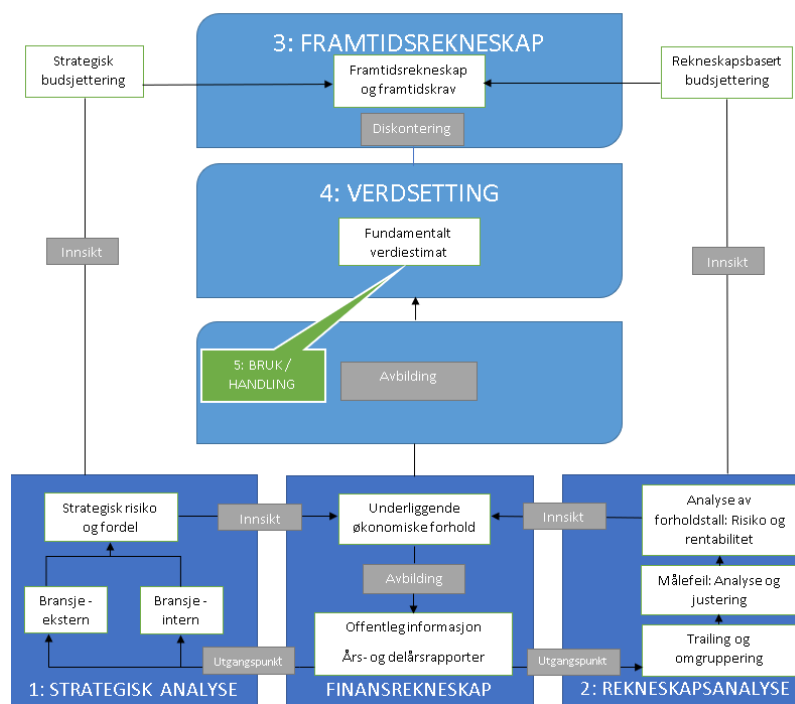 3: FRAMTIDSREKNESKAP
Strategisk
budsjettering
Framtidsrekneskap
og framtidskrav
Rekneskapsbasert
budsjettering
Diskontering
4: VERDSETTING
Fundamentalt
verdiestimat
Innsikt
Innsikt
5: BRUK /
HANDLING
Avbilding
Strategisk risiko
og fordel
Innsikt
Underliggende
økonomiske forhold
Innsikt
Analyse av
forholdstall: Risiko og
rentabilitet
Avbilding
Målefeil: Analyse og
justering
Bransje-
ekstern
Bransje-
intern
Offentleg informasjon
Års- og delårsrapporter
Trailing og
omgruppering
Utgangspunkt
Utgangspunkt
1: STRATEGISK ANALYSE
FINANSREKNESKAP
2: REKNESKAPSANALYSE